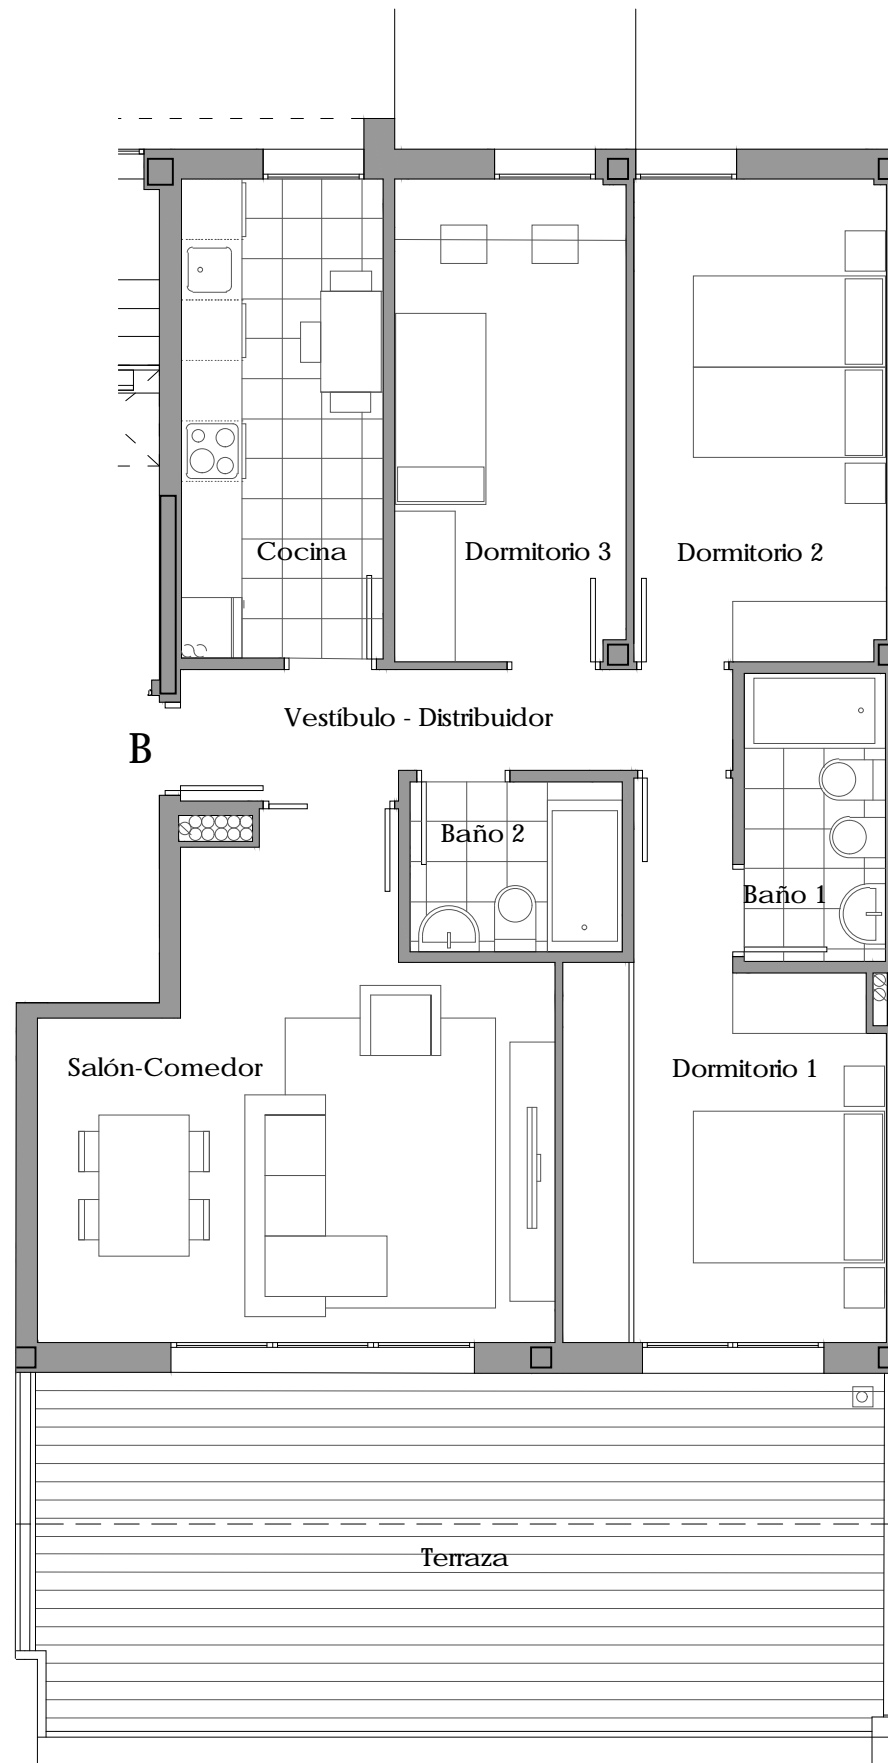 Cocina
Dormitorio 3
Dormitorio 2
Vestíbulo - Distribuidor
B
Baño 2
Baño 1
Salón-Comedor
Dormitorio 1
Terraza